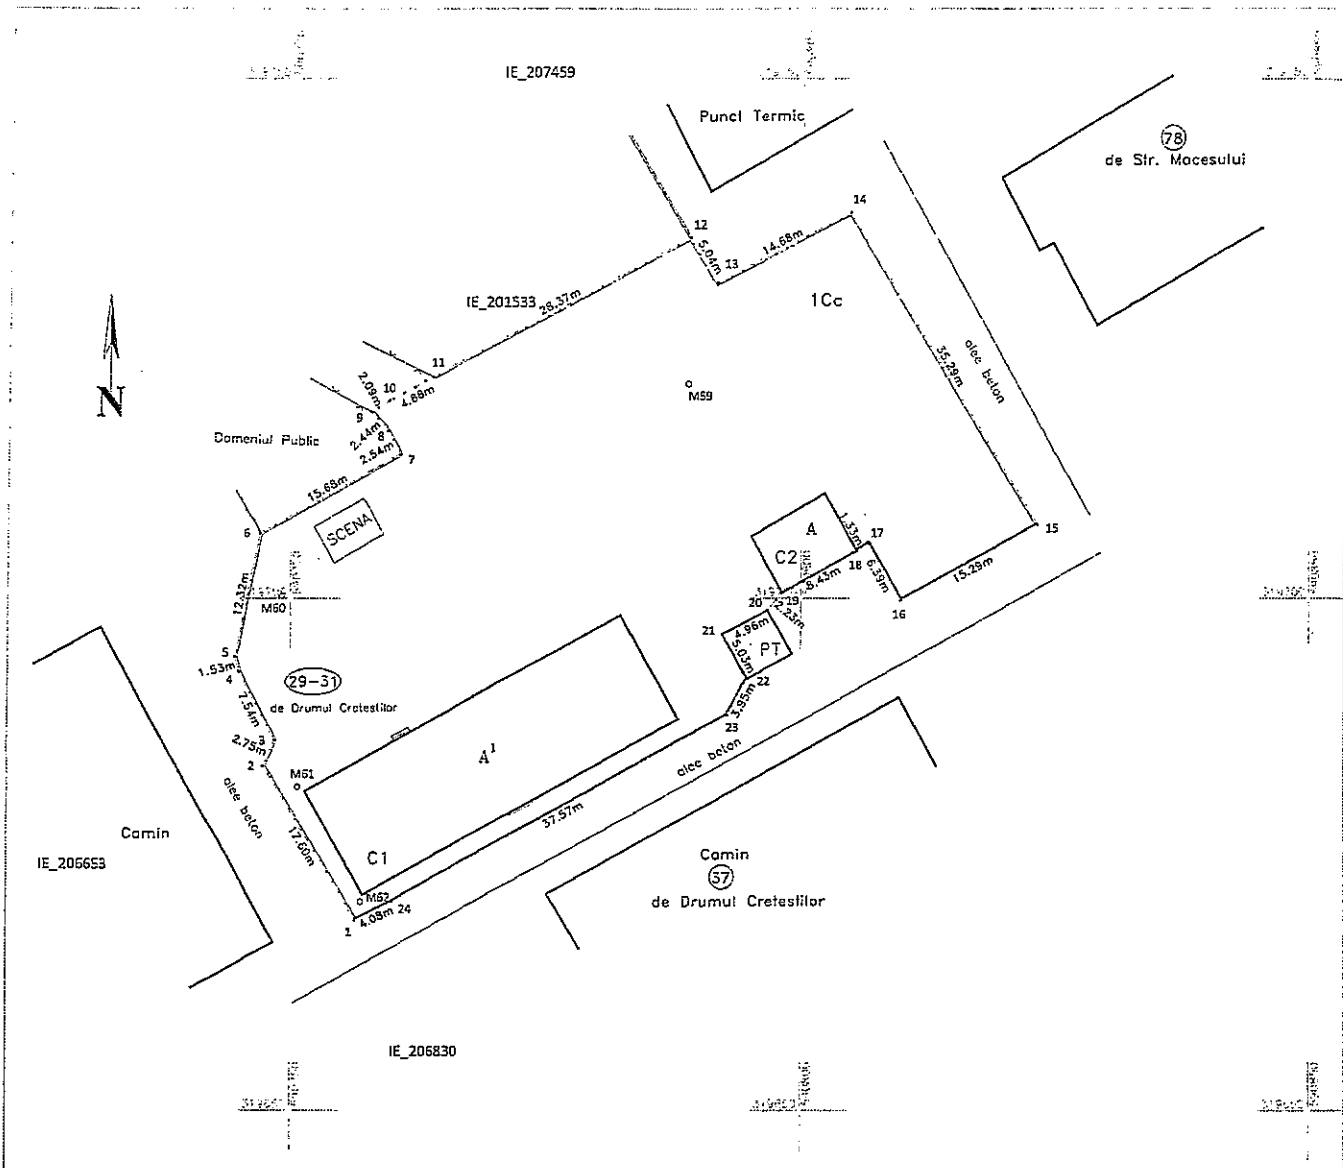 IE_207459
Punct Termic
78
de Str. Macesului
14
12
5.04m
13
14.68m
1Cc
IE_201533
28.37m
11
10
2.09m
4.88m
9
8
2.44m
2.54m
7
N
Domeniul Public
M59
35.29m
alee beton
15.68m
6
SCENA
A
1.33m
17
15
C2
18
12.32m
M60
8.43m
6.39m
15.29m
20
19
16
2.23m
21
4.96m
5.03m
PT
5
1.53m
4
29-31
22
7.54m
de Drumul Cretestilor
3.95m
23
3
2.75m
2
A1
alee beton
M61
alee beton
17.60m
37.57m
Camin
C1
Camin
IE_206653
37
M62
de Drumul Cretestilor
4.08m
24
1
IE_206830